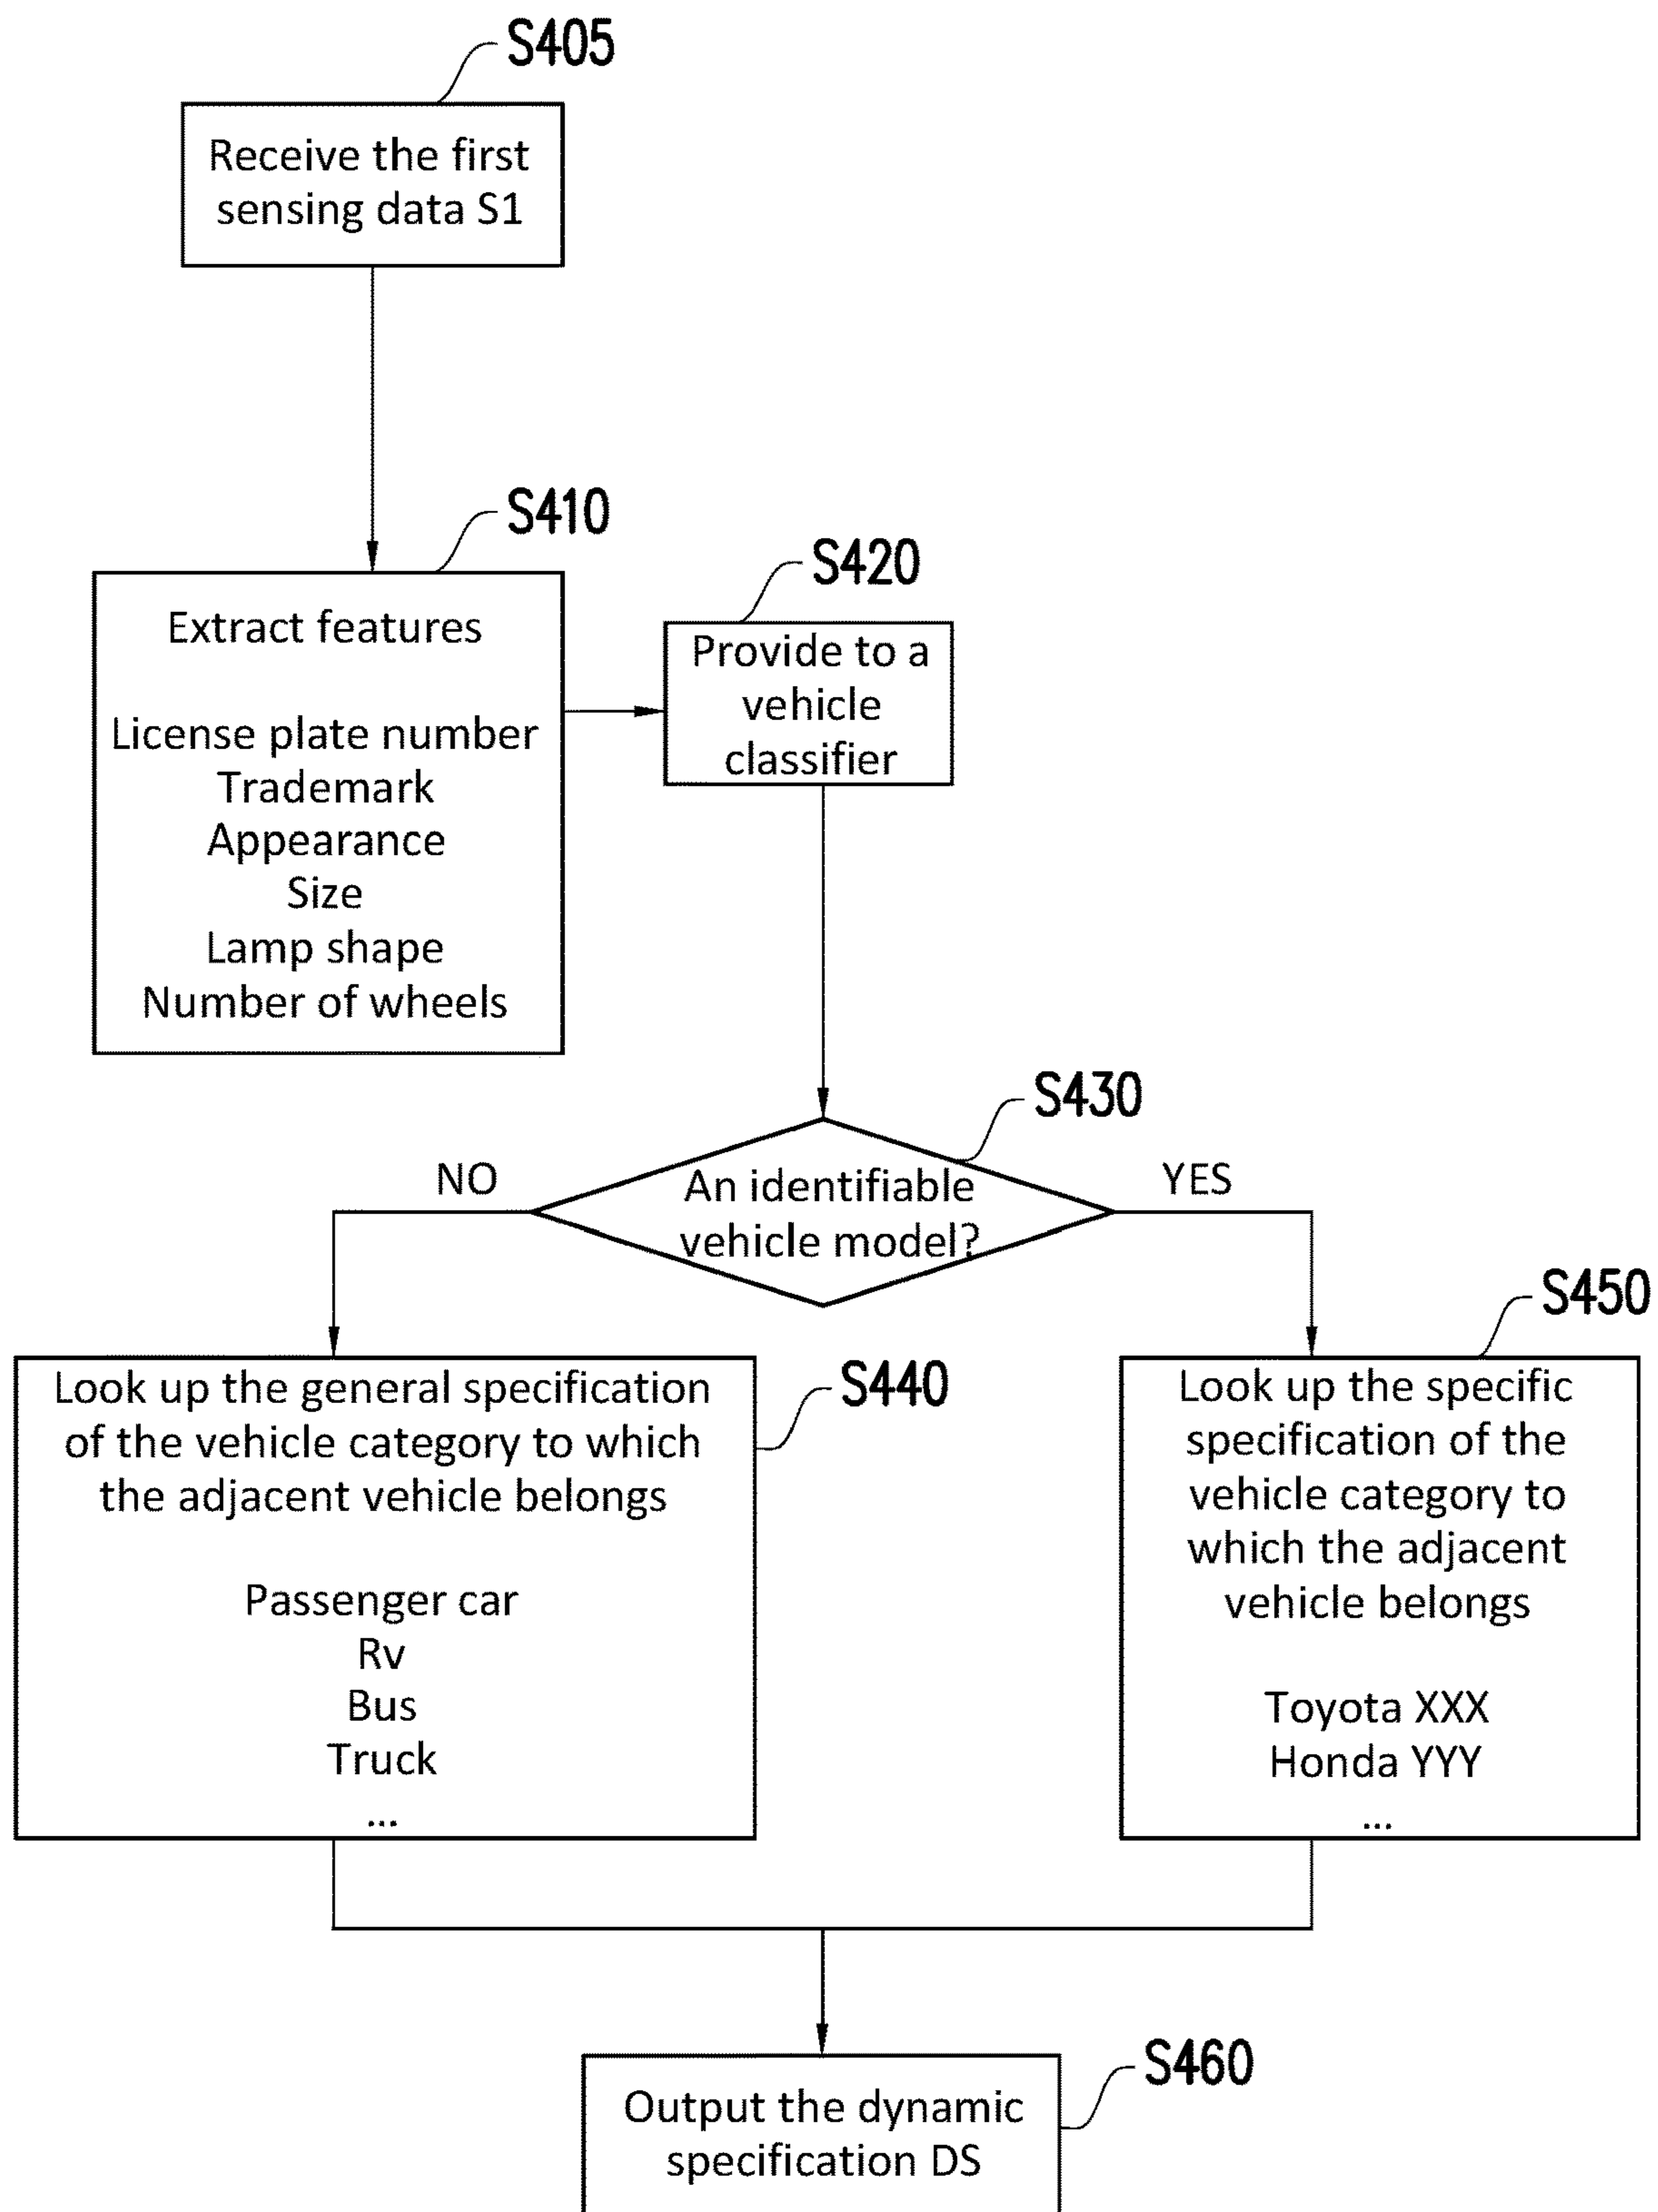 S405
Receive the first
sensing data S1
S410
Extract features
License plate number
Trademark
Appearance
Size
Lamp shape
Number of wheels
S420
Provide to a
vehicle
classifier
S430
An identifiable
vehicle model?
NO
YES
S440
Look up the general specification
of the vehicle category to which
the adjacent vehicle belongs
Passenger car
Rv
Bus
Truck
...
S450
Look up the specific
specification of the
vehicle category to
which the adjacent
vehicle belongs
Toyota XXX
Honda YYY
...
S460
Output the dynamic
specification DS